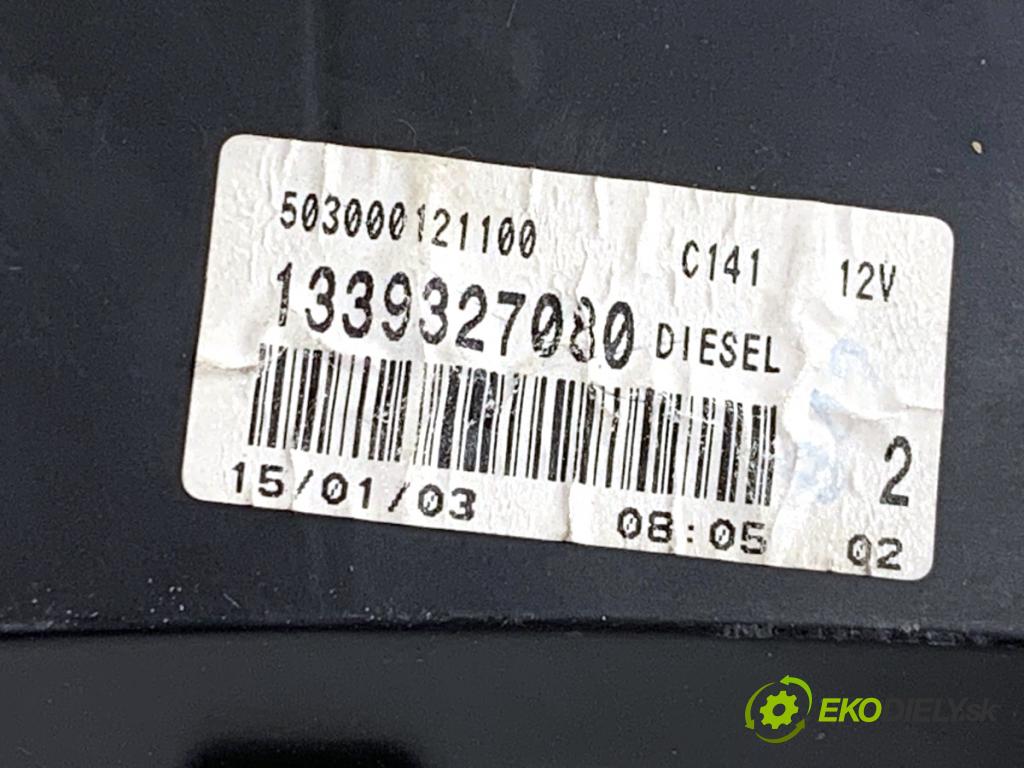 503000121100 C141 12V
1339327080 DIESEL
2
15/01/03 08:05 02
EKODIELY.sk